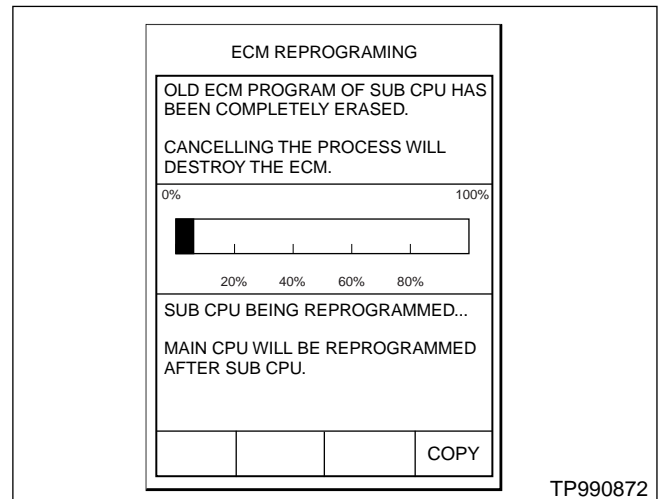 ECM REPROGRAMING
OLD ECM PROGRAM OF SUB CPU HAS
BEEN COMPLETELY ERASED.
CANCELLING THE PROCESS WILL
DESTROY THE ECM.
0% 100%
20% 40% 60% 80%
SUB CPU BEING REPROGRAMMED...
MAIN CPU WILL BE REPROGRAMMED
AFTER SUB CPU.
COPY
TP990872